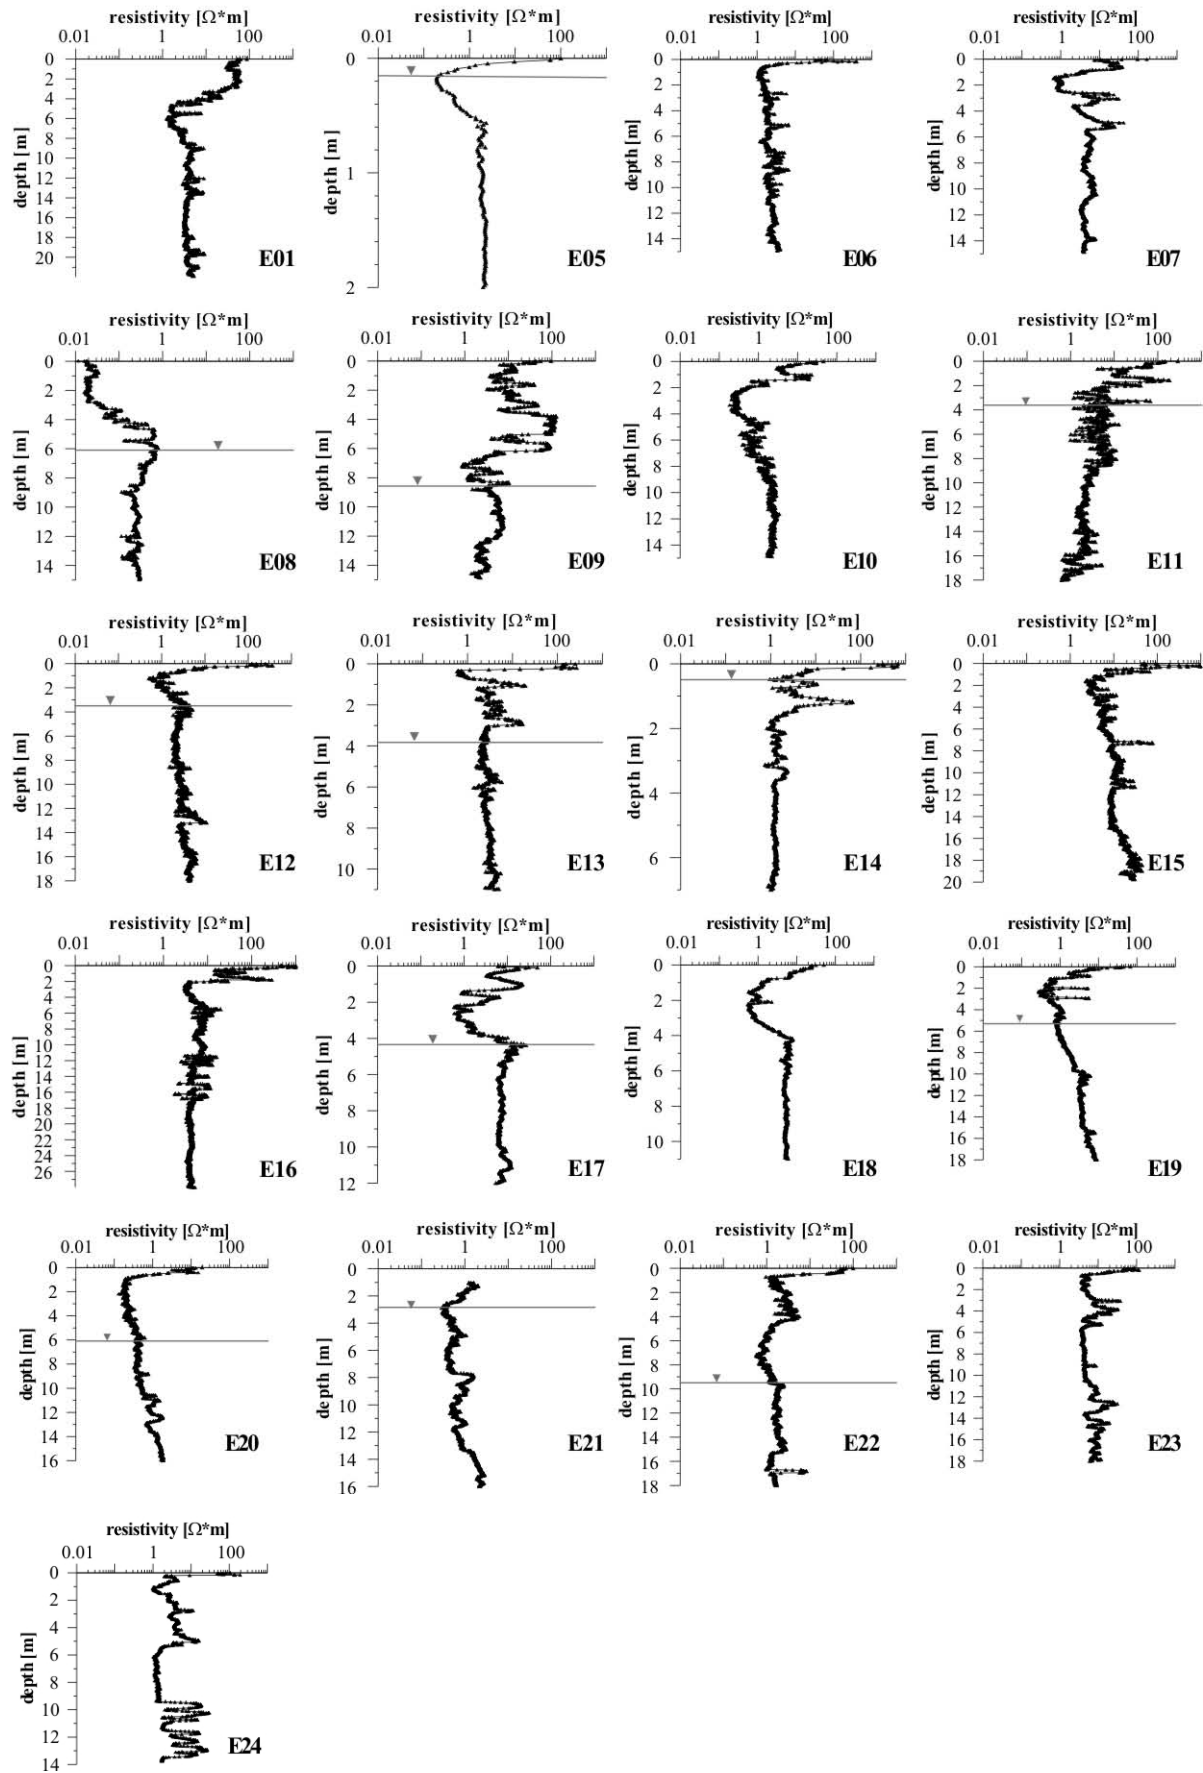 resistivity [Ω*m]
0.01 1 100
depth [m]
0
2
4
6
8
10
12
14
16
18
20
E01
resistivity [Ω*m]
0.01 1 100
depth [m]
0
1
2
E05
resistivity [Ω*m]
0.01 1 100
depth [m]
0
2
4
6
8
10
12
14
E06
resistivity [Ω*m]
0.01 1 100
depth [m]
0
2
4
6
8
10
12
14
E07
resistivity [Ω*m]
0.01 1 100
depth [m]
0
2
4
6
8
10
12
14
E08
resistivity [Ω*m]
0.01 1 100
depth [m]
0
2
4
6
8
10
12
14
E09
resistivity [Ω*m]
0.01 1 100
depth [m]
0
2
4
6
8
10
12
14
E10
resistivity [Ω*m]
0.01 1 100
depth [m]
0
2
4
6
8
10
12
14
16
18
E11
resistivity [Ω*m]
0.01 1 100
depth [m]
0
2
4
6
8
10
12
14
16
18
E12
resistivity [Ω*m]
0.01 1 100
depth [m]
0
2
4
6
8
10
E13
resistivity [Ω*m]
0.01 1 100
depth [m]
0
2
4
6
E14
resistivity [Ω*m]
0.01 1 100
depth [m]
0
2
4
6
8
10
12
14
16
18
20
E15
resistivity [Ω*m]
0.01 1 100
depth [m]
0
2
4
6
8
10
12
14
16
18
20
22
24
26
E16
resistivity [Ω*m]
0.01 1 100
depth [m]
0
2
4
6
8
10
12
E17
resistivity [Ω*m]
0.01 1 100
depth [m]
0
2
4
6
8
10
E18
resistivity [Ω*m]
0.01 1 100
depth [m]
0
2
4
6
8
10
12
14
16
18
E19
resistivity [Ω*m]
0.01 1 100
depth [m]
0
2
4
6
8
10
12
14
16
E20
resistivity [Ω*m]
0.01 1 100
depth [m]
0
2
4
6
8
10
12
14
16
E21
resistivity [Ω*m]
0.01 1 100
depth [m]
0
2
4
6
8
10
12
14
16
18
E22
resistivity [Ω*m]
0.01 1 100
depth [m]
0
2
4
6
8
10
12
14
16
18
E23
resistivity [Ω*m]
0.01 1 100
depth [m]
0
2
4
6
8
10
12
14
E24